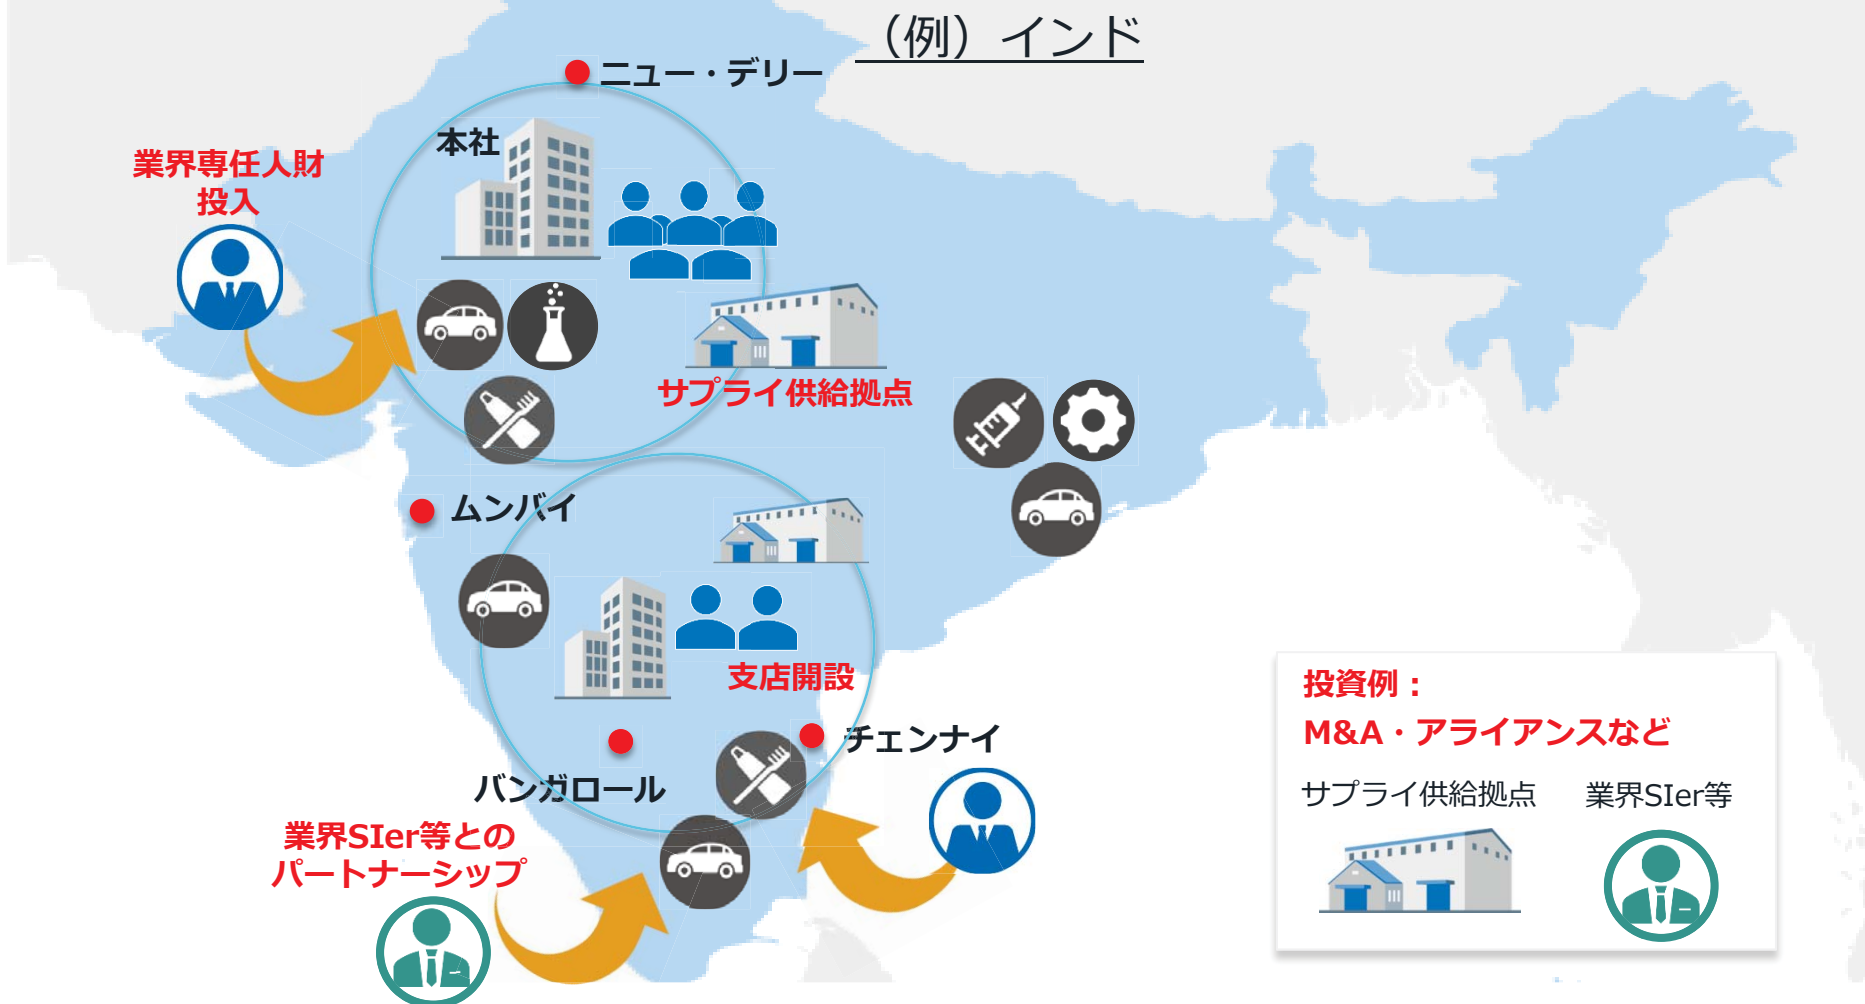 （例）インド
ニュー・デリー
本社
業界専任人財
投入
サプライ供給拠点
ムンバイ
支店開設
チェンナイ
バンガロール
業界SIer等との
パートナーシップ
投資例：
M&A・アライアンスなど
サプライ供給拠点
業界SIer等